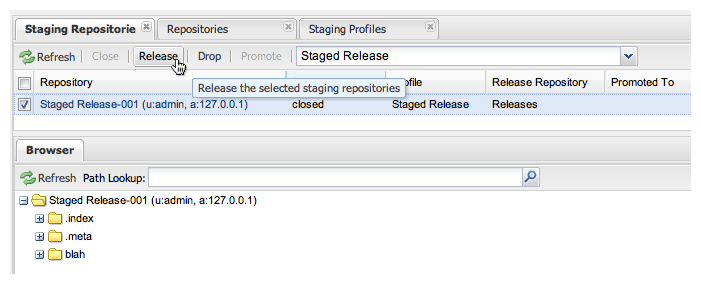 Staging Repositorie Repositories Staging Profiles
Refresh Close Release Drop Promote Staged Release
Repository rofile Release Repository Promoted To
Release the selected staging repositories
Staged Release-001 (u:admin, a:127.0.0.1) closed Staged Release Releases
Browser
Refresh Path Lookup:
Staged Release-001 (u:admin, a:127.0.0.1)
.index
.meta
blah